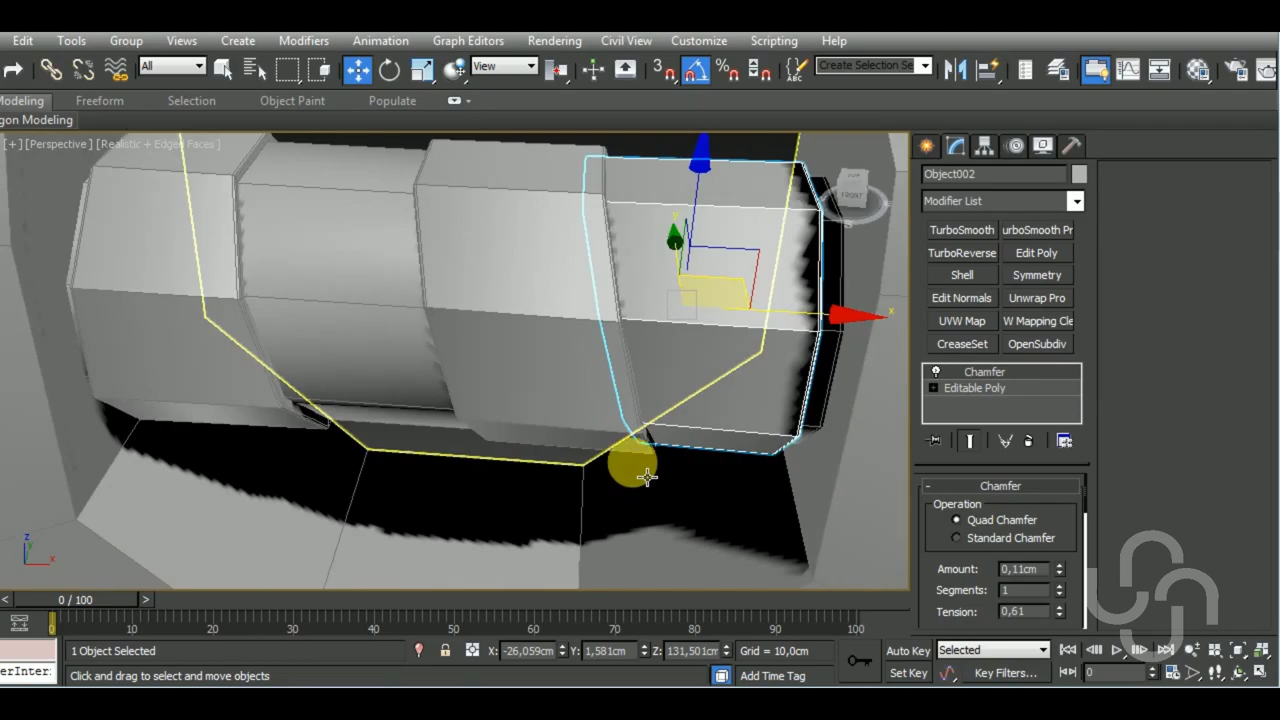 Edit Tools Group Views Create Modifiers Animation Graph Editors Rendering Civil View Customize Scripting Help
All View 3 Create Selection Se
Modeling Freeform Selection Object Paint Populate
gon Modeling
[+] [Perspective] [Realistic + Edged Faces]
TOP
FRONT
Object002
Modifier List
TurboSmooth urboSmooth Pr
TurboReverse Edit Poly
Shell Symmetry
Edit Normals Unwrap Pro
UVW Map W Mapping Cle
CreaseSet OpenSubdiv
Chamfer
Editable Poly
- Chamfer
Operation
Quad Chamfer
Standard Chamfer
Amount: 0,11cm
Segments: 1
Tension: 0,61
x
y
z y x
< 0 / 100 >
0 10 20 30 40 50 60 70 80 90 100
1 Object Selected X: -26,059cm Y: 1,581cm Z: 131,501cm Grid = 10,0cm Auto Key Selected
erInter: Click and drag to select and move objects Add Time Tag Set Key Key Filters... 0